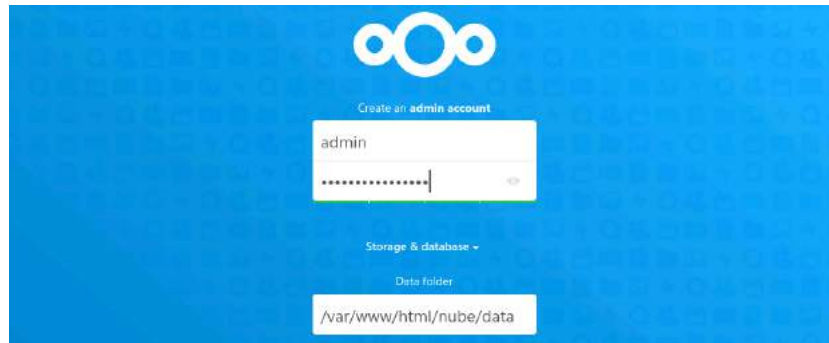 Create an admin account
admin
••••••••••••••••
Storage & database
Data folder
/var/www/html/nube/data